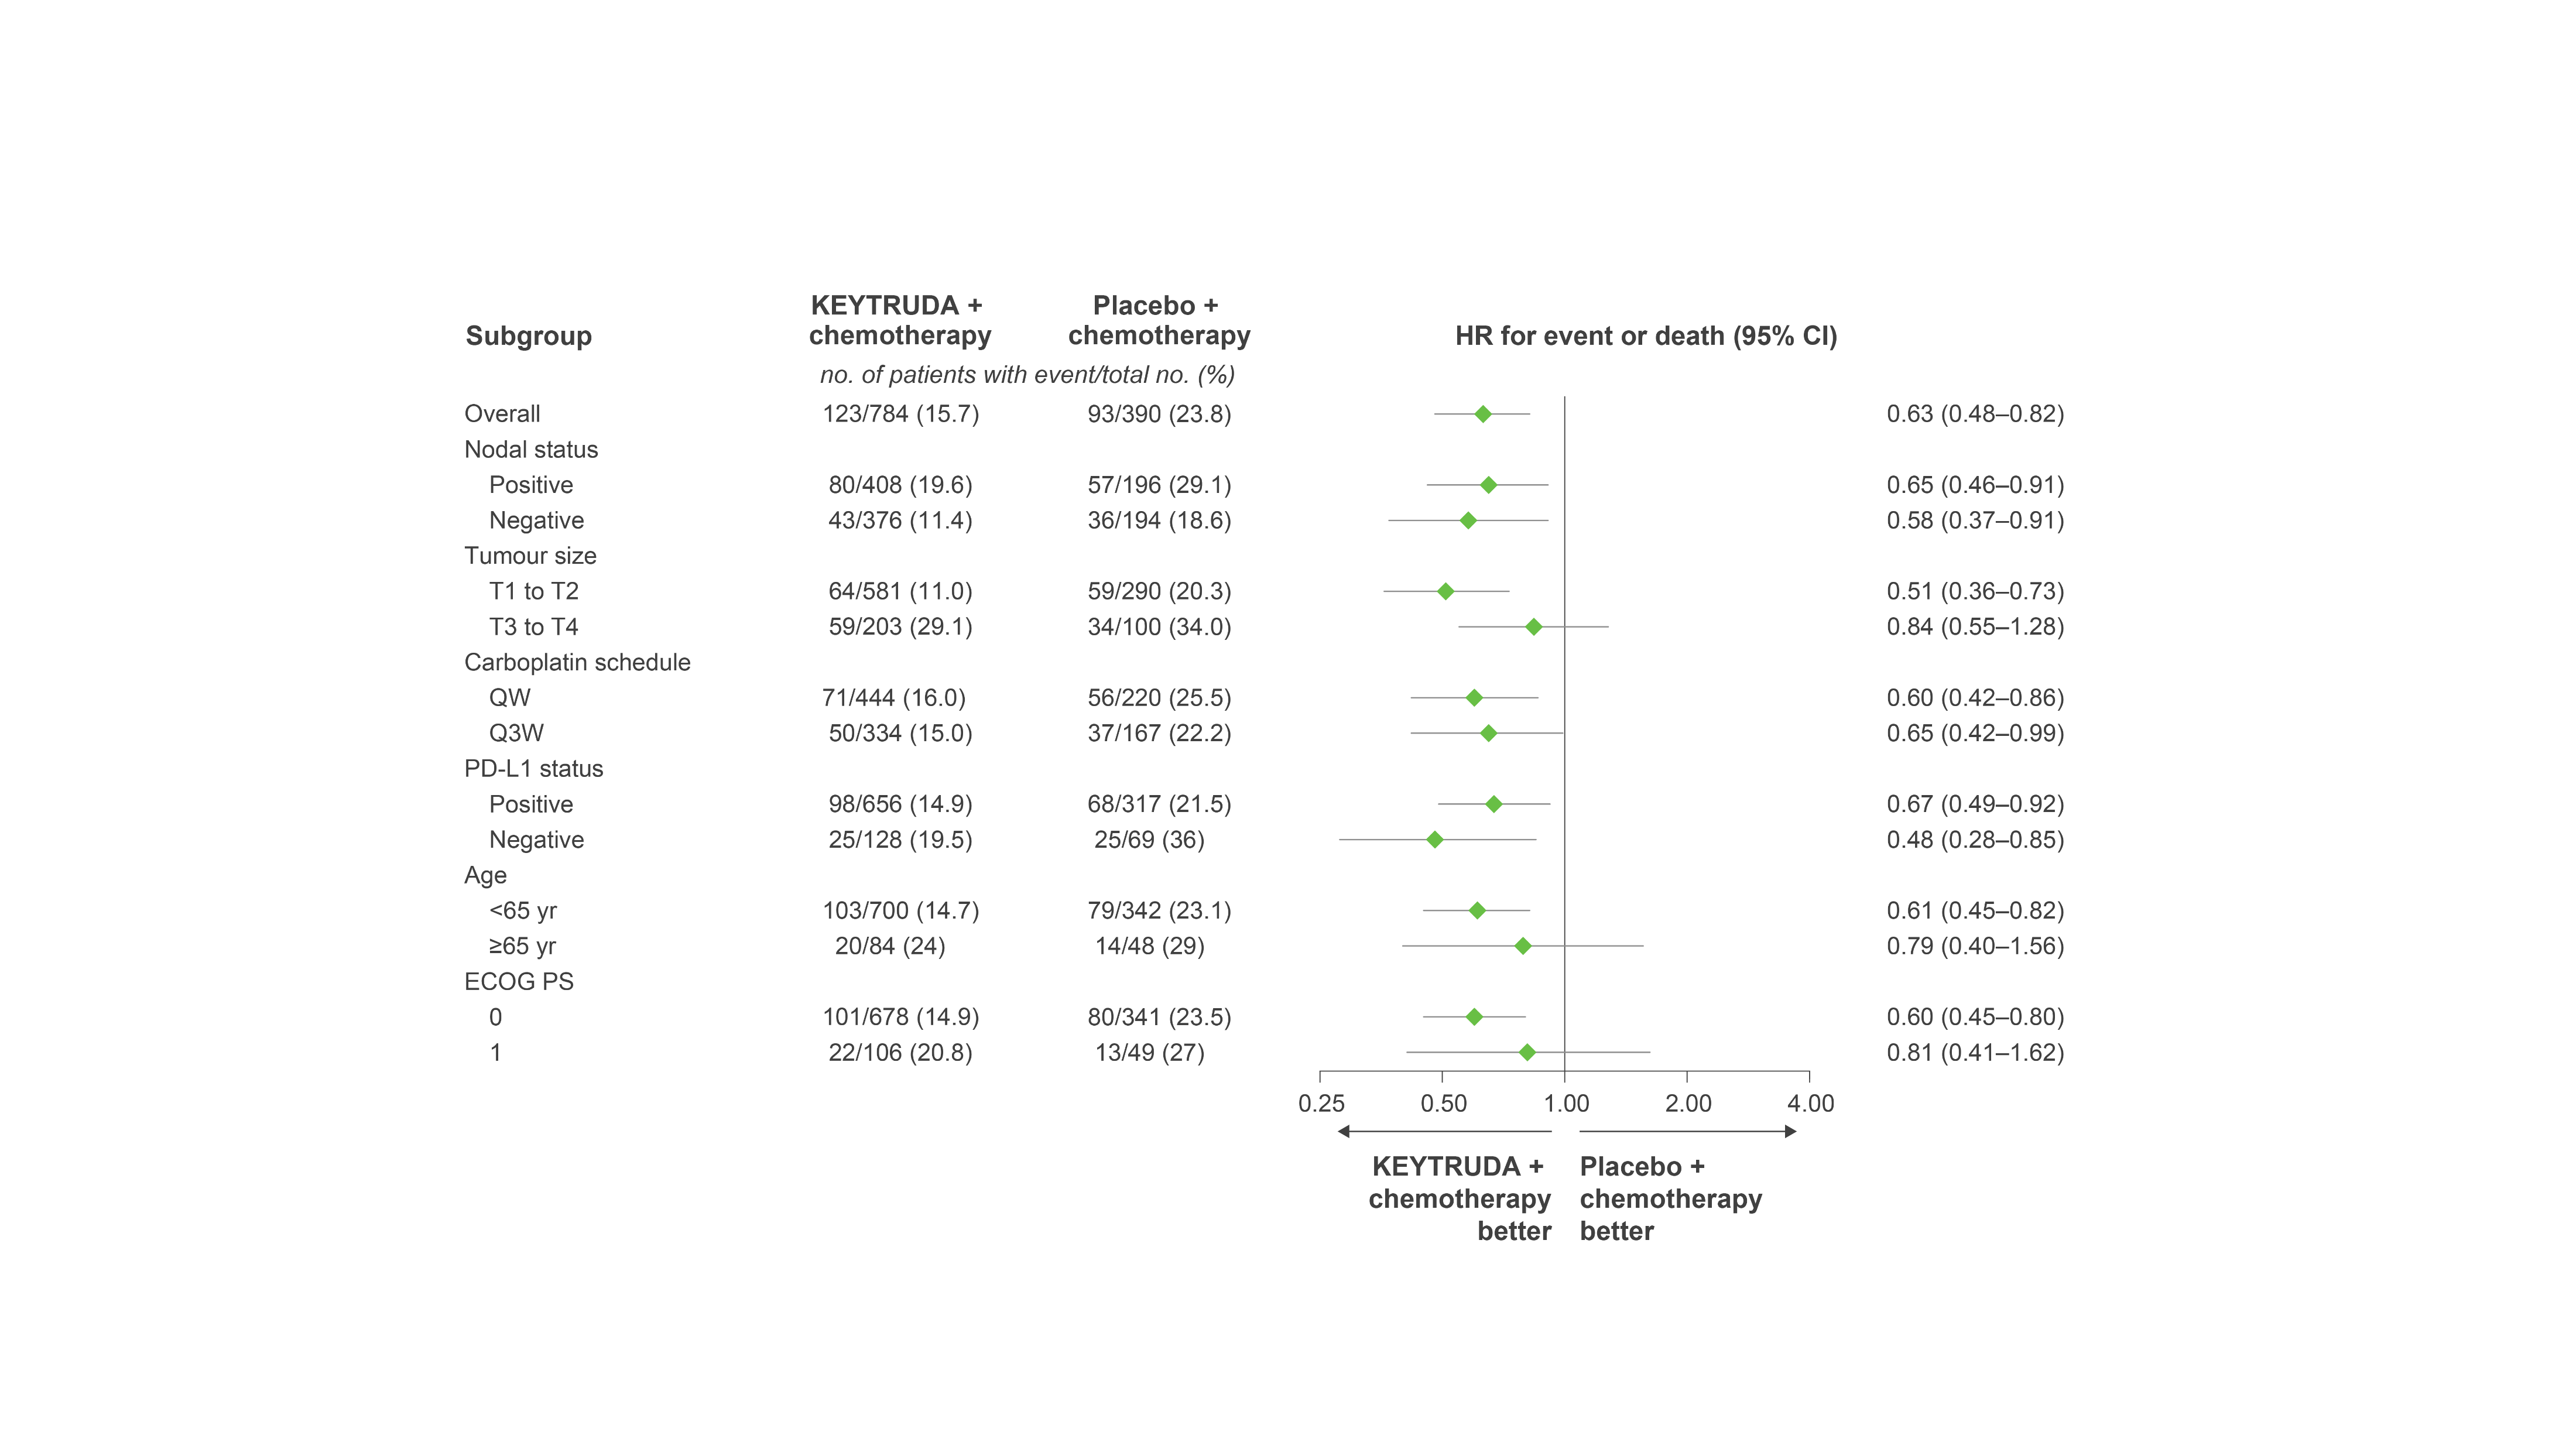 Subgroup KEYTRUDA + chemotherapy Placebo + chemotherapy HR for event or death (95% CI)
no. of patients with event/total no. (%)
Overall 123/784 (15.7) 93/390 (23.8) 0.63 (0.48–0.82)
Nodal status
Positive 80/408 (19.6) 57/196 (29.1) 0.65 (0.46–0.91)
Negative 43/376 (11.4) 36/194 (18.6) 0.58 (0.37–0.91)
Tumour size
T1 to T2 64/581 (11.0) 59/290 (20.3) 0.51 (0.36–0.73)
T3 to T4 59/203 (29.1) 34/100 (34.0) 0.84 (0.55–1.28)
Carboplatin schedule
QW 71/444 (16.0) 56/220 (25.5) 0.60 (0.42–0.86)
Q3W 50/334 (15.0) 37/167 (22.2) 0.65 (0.42–0.99)
PD-L1 status
Positive 98/656 (14.9) 68/317 (21.5) 0.67 (0.49–0.92)
Negative 25/128 (19.5) 25/69 (36) 0.48 (0.28–0.85)
Age
<65 yr 103/700 (14.7) 79/342 (23.1) 0.61 (0.45–0.82)
≥65 yr 20/84 (24) 14/48 (29) 0.79 (0.40–1.56)
ECOG PS
0 101/678 (14.9) 80/341 (23.5) 0.60 (0.45–0.80)
1 22/106 (20.8) 13/49 (27) 0.81 (0.41–1.62)
0.25 0.50 1.00 2.00 4.00
KEYTRUDA +
chemotherapy
better
Placebo +
chemotherapy
better